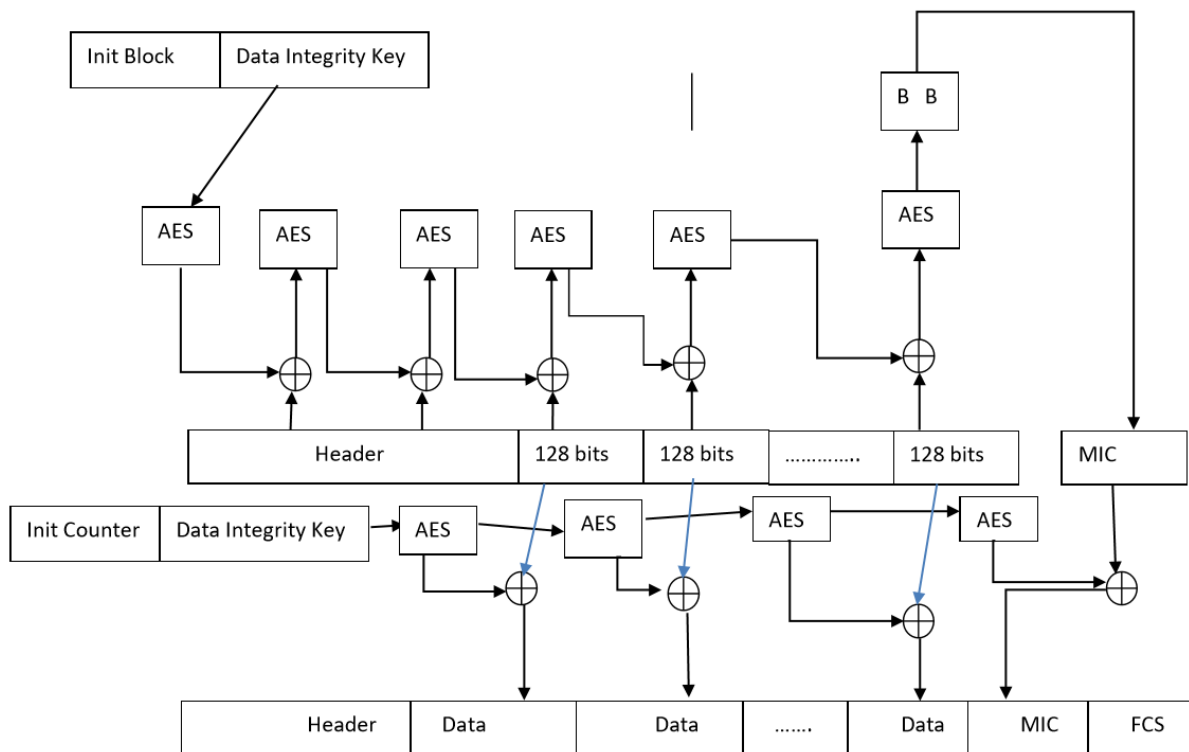 Init Block Data Integrity Key
B B
AES AES AES AES AES AES
Header 128 bits 128 bits ………….. 128 bits MIC
Init Counter Data Integrity Key AES AES AES AES
Header Data Data ……. Data MIC FCS